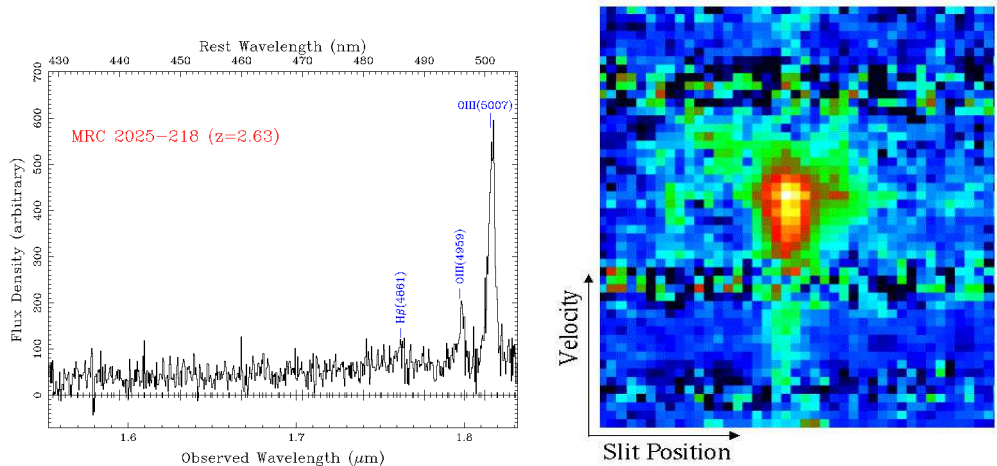 Rest Wavelength (nm)
430 440 450 460 470 480 490 500
700
600
500
400
300
200
100
0
Flux Density (arbitrary)
MRC 2025-218 (z=2.63)
OIII(5007)
OIII(4959)
Hβ(4861)
1.6 1.7 1.8
Observed Wavelength (μm)
Velocity
Slit Position